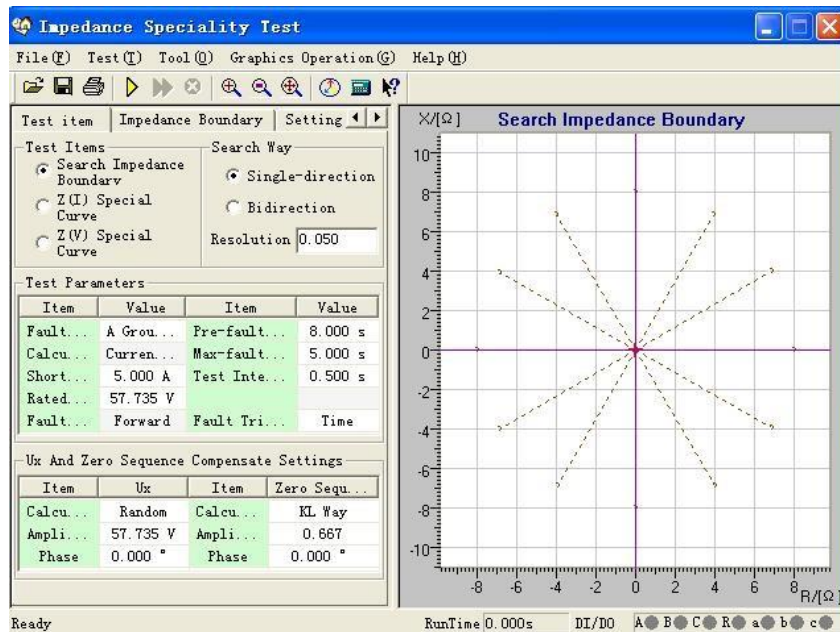 Impedance Speciality Test
File(F) Test(T) Tool(O) Graphics Operation(G) Help(H)
Test item Impedance Boundary Setting
Test Items
Search Impedance
Boundary
Z(I) Special
Curve
Z(V) Special
Curve
Search Way
Single-direction
Bidirection
Resolution 0.050
Test Parameters
Item Value Item Value
Fault... A Grou... Pre-fault... 8.000 s
Calcu... Curren... Max-fault... 5.000 s
Short... 5.000 A Test Inte... 0.500 s
Rated... 57.735 V
Fault... Forward Fault Tri... Time
Ux And Zero Sequence Compensate Settings
Item Ux Item Zero Sequ...
Calcu... Random Calcu... KL Way
Ampli... 57.735 V Ampli... 0.667
Phase 0.000 ° Phase 0.000 °
X/[Ω] Search Impedance Boundary
10
8
6
4
2
0
-2
-4
-6
-8
-10
-8 -6 -4 -2 0 2 4 6 8
R/[Ω]
Ready RunTime 0.000s DI/DO A B C R a b c